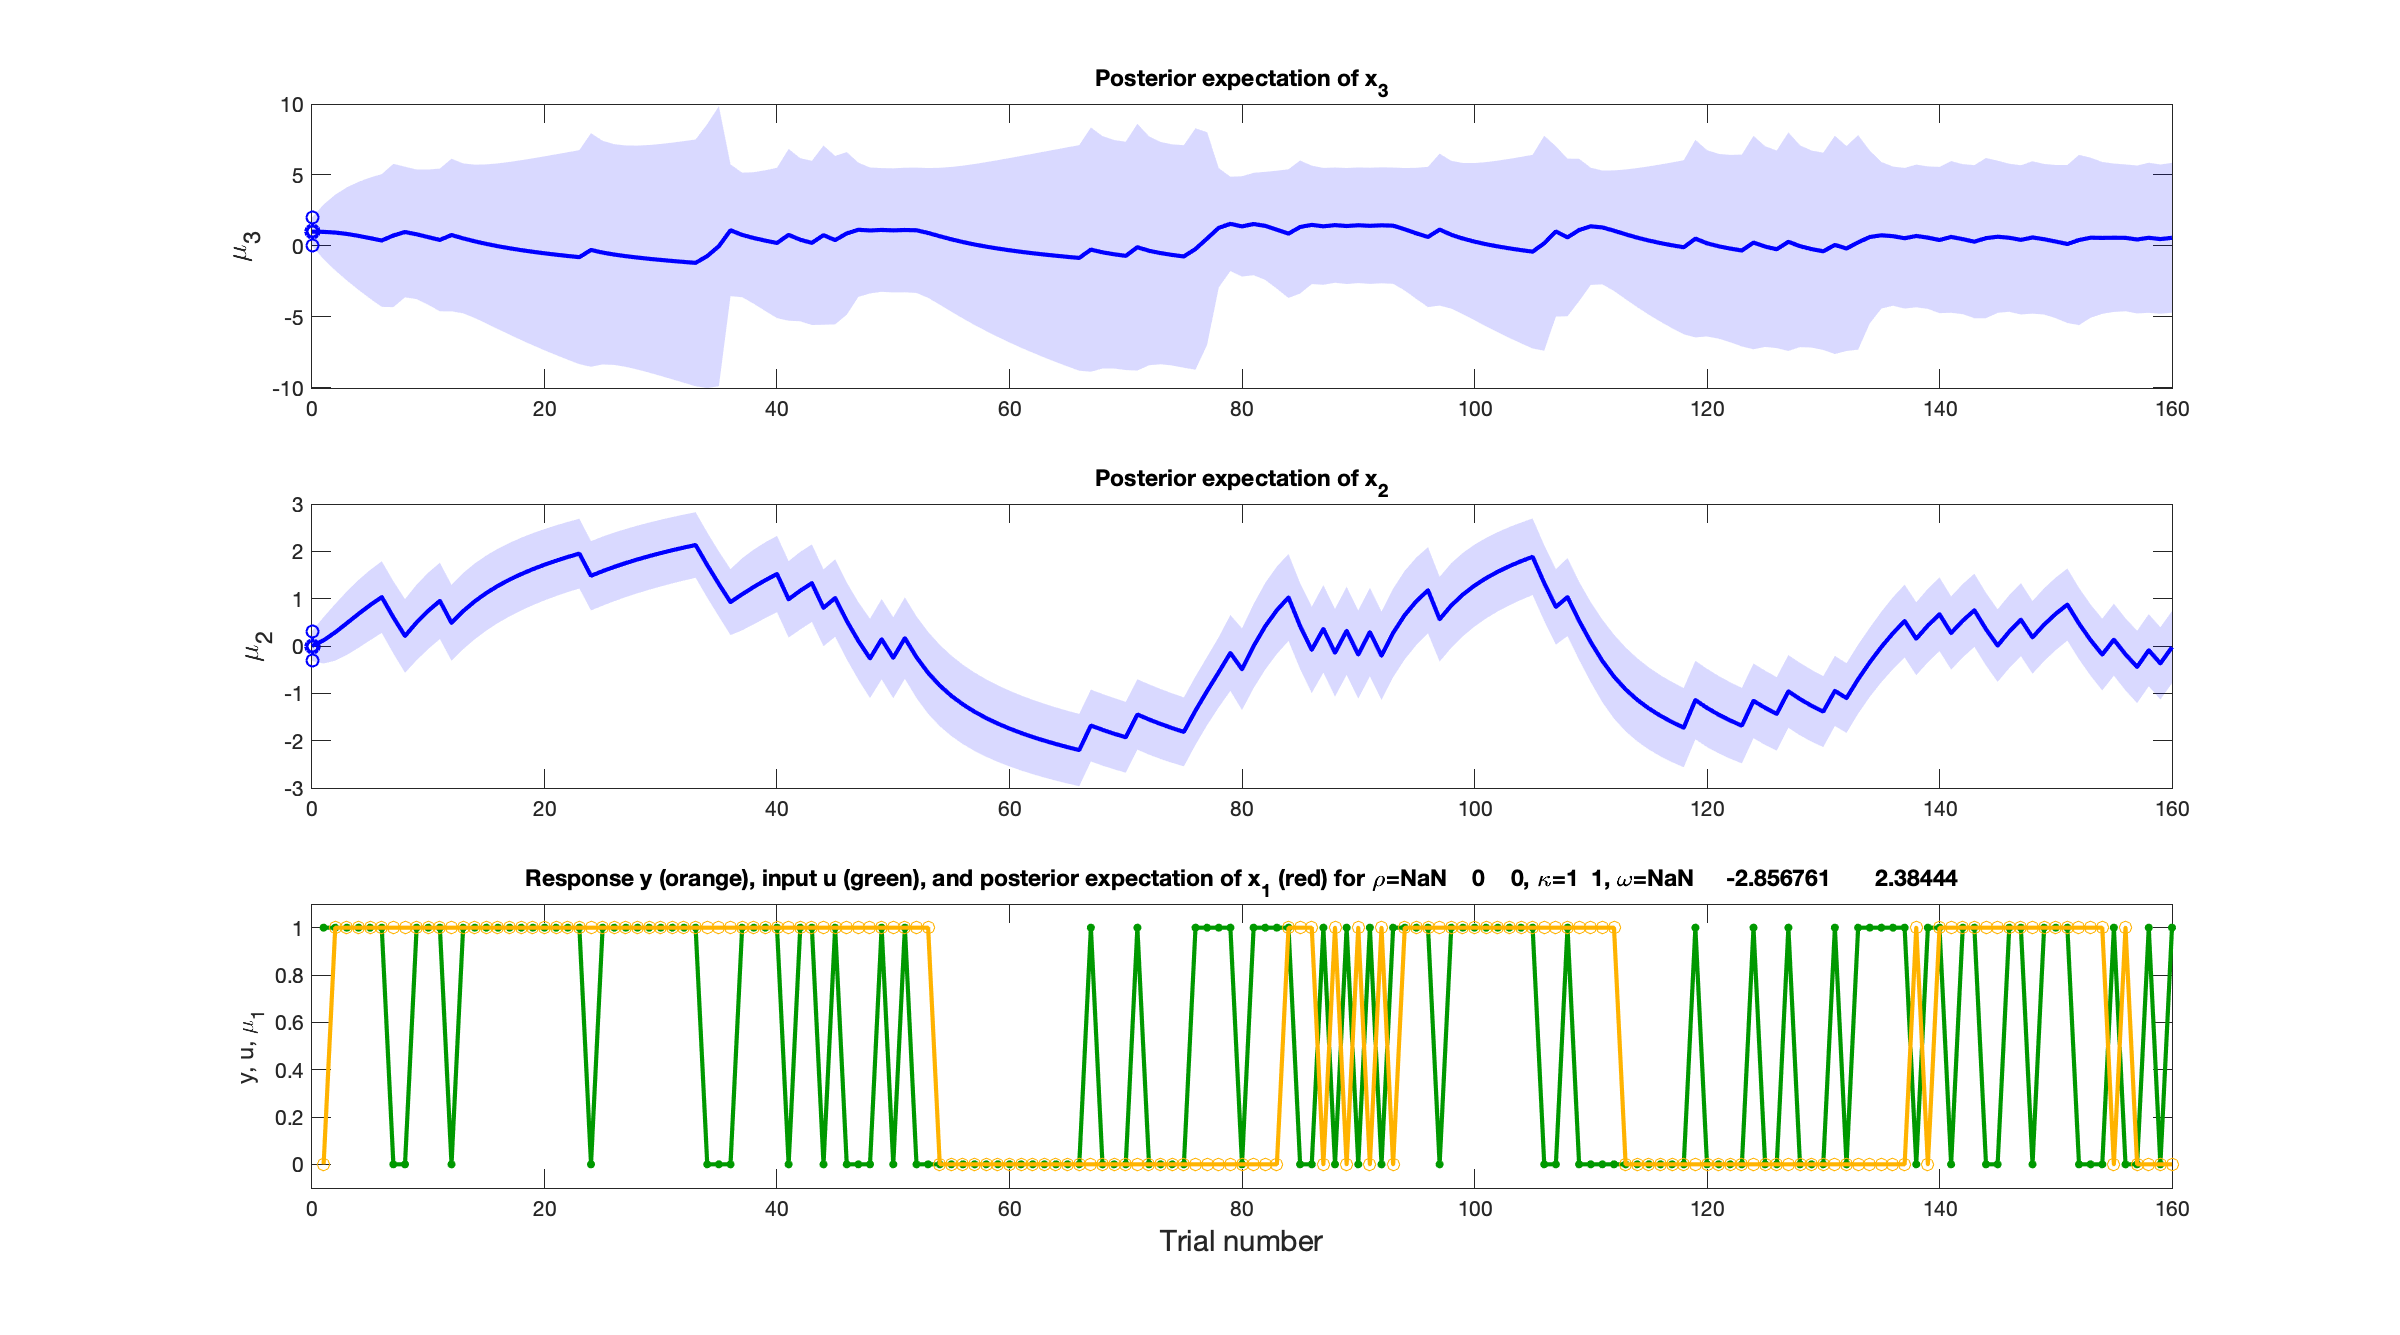 Posterior expectation of x₃
10
5
0
-5
-10
μ₃
0 20 40 60 80 100 120 140 160
Posterior expectation of x₂
3
2
1
0
-1
-2
-3
μ₂
0 20 40 60 80 100 120 140 160
Response y (orange), input u (green), and posterior expectation of x₁ (red) for ρ=NaN 0 0, κ=1 1, ω=NaN -2.856761 2.38444
1
0.8
0.6
0.4
0.2
0
y, u, μ₁
0 20 40 60 80 100 120 140 160
Trial number